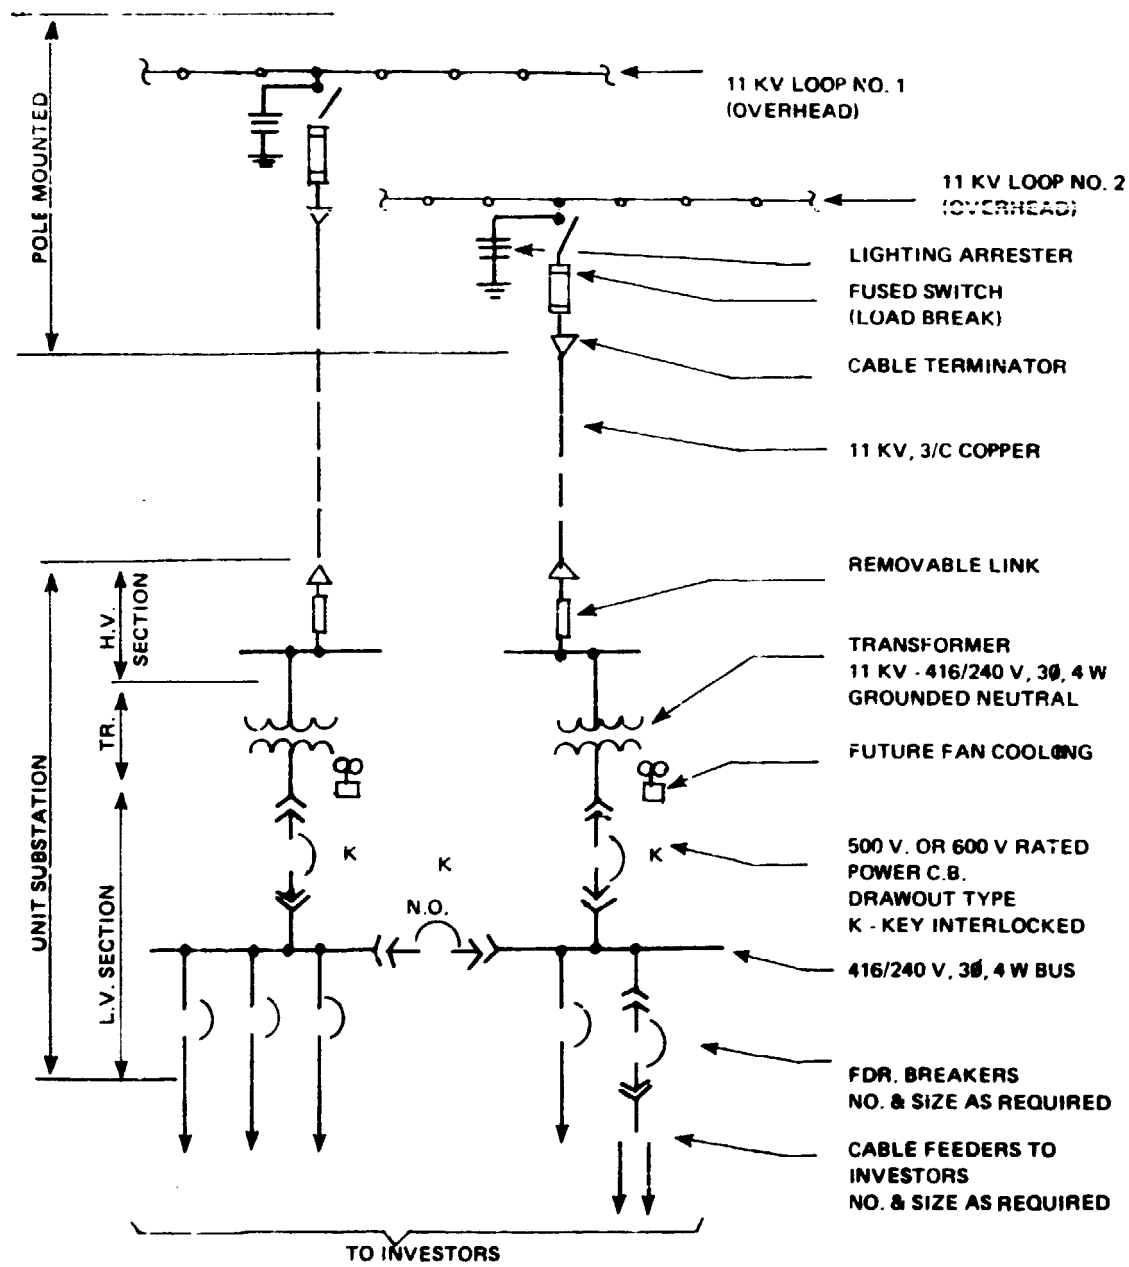 11 KV LOOP NO. 1
(OVERHEAD)
11 KV LOOP NO. 2
(OVERHEAD)
LIGHTING ARRESTER
FUSED SWITCH
(LOAD BREAK)
CABLE TERMINATOR
11 KV, 3/C COPPER
REMOVABLE LINK
TRANSFORMER
11 KV - 416/240 V, 3Ø, 4 W
GROUNDED NEUTRAL
FUTURE FAN COOLING
500 V. OR 600 V RATED
POWER C.B.
DRAWOUT TYPE
K - KEY INTERLOCKED
416/240 V, 3Ø, 4 W BUS
FDR. BREAKERS
NO. & SIZE AS REQUIRED
CABLE FEEDERS TO
INVESTORS
NO. & SIZE AS REQUIRED
POLE MOUNTED
UNIT SUBSTATION
H.V.
SECTION
TR.
L.V. SECTION
K
K
K
N.O.
TO INVESTORS